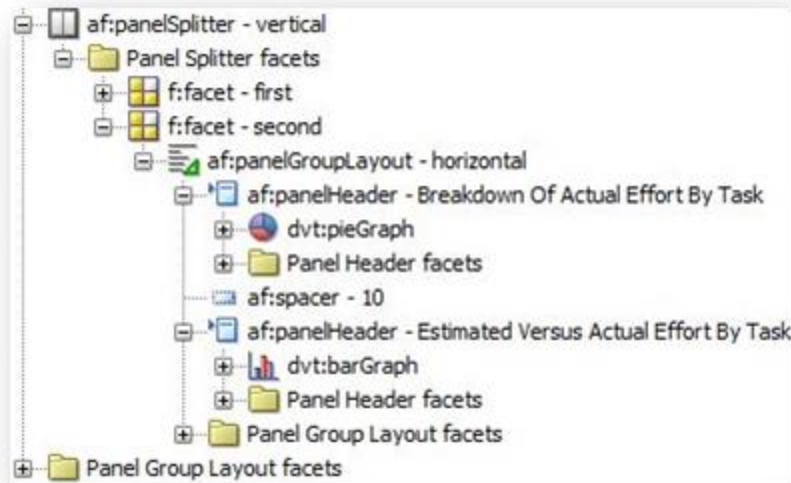 af:panelSplitter - vertical
Panel Splitter facets
f:facet - first
f:facet - second
af:panelGroupLayout - horizontal
af:panelHeader - Breakdown Of Actual Effort By Task
dvt:pieGraph
Panel Header facets
af:spacer - 10
af:panelHeader - Estimated Versus Actual Effort By Task
dvt:barGraph
Panel Header facets
Panel Group Layout facets
Panel Group Layout facets